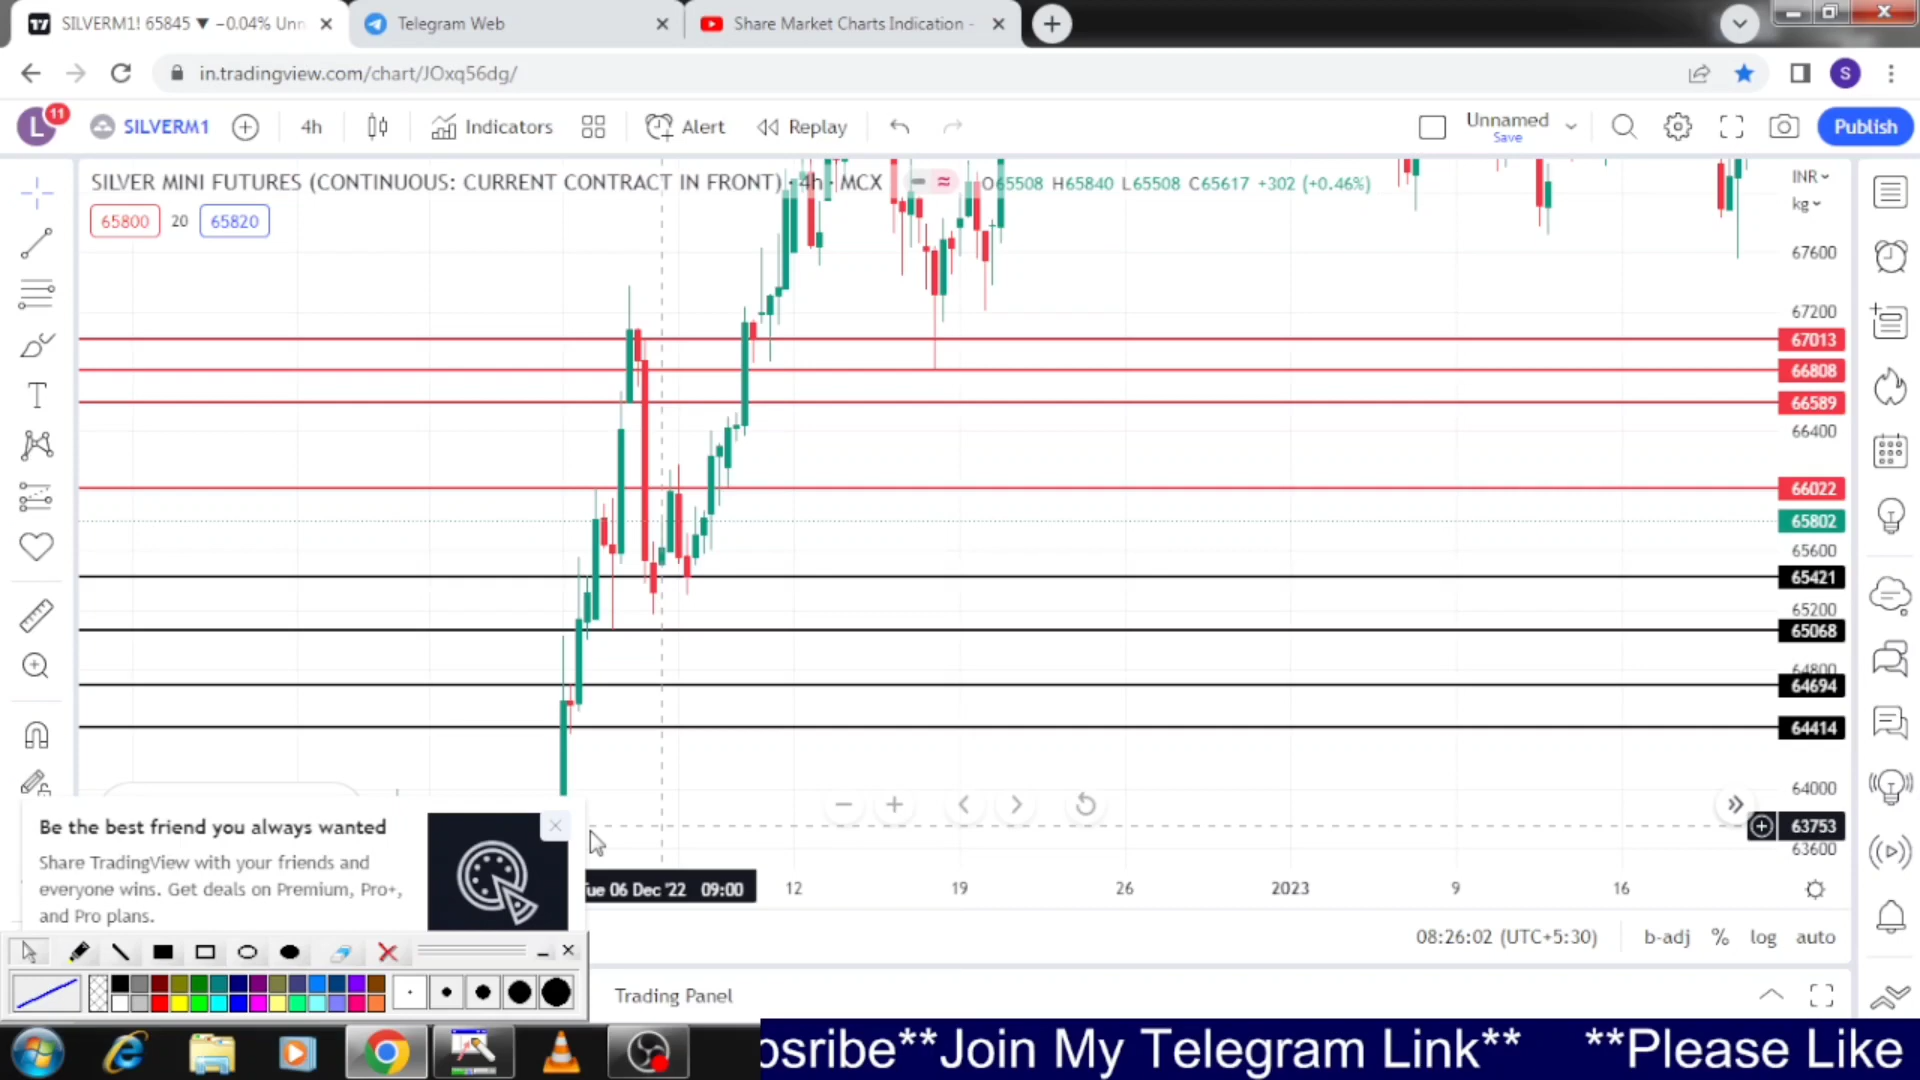 SILVERM1! 65845 ▼ −0.04% Unn
Telegram Web
Share Market Charts Indication -
in.tradingview.com/chart/JOxq56dg/
S
L
11
SILVERM1
4h
Indicators
Alert
Replay
Unnamed
Save
Publish
SILVER MINI FUTURES (CONTINUOUS: CURRENT CONTRACT IN FRONT) · 4h · MCX
O65508 H65840 L65508 C65617 +302 (+0.46%)
INR
kg
65800
20
65820
67600
67200
67013
66808
66589
66400
66022
65802
65600
65421
65200
65068
64800
64694
64414
64000
63753
63600
Be the best friend you always wanted
Share TradingView with your friends and
everyone wins. Get deals on Premium, Pro+,
and Pro plans.
Tue 06 Dec '22 09:00
12
19
26
2023
9
16
08:26:02 (UTC+5:30)
b-adj
%
log
auto
Trading Panel
osribe**Join My Telegram Link** **Please Like